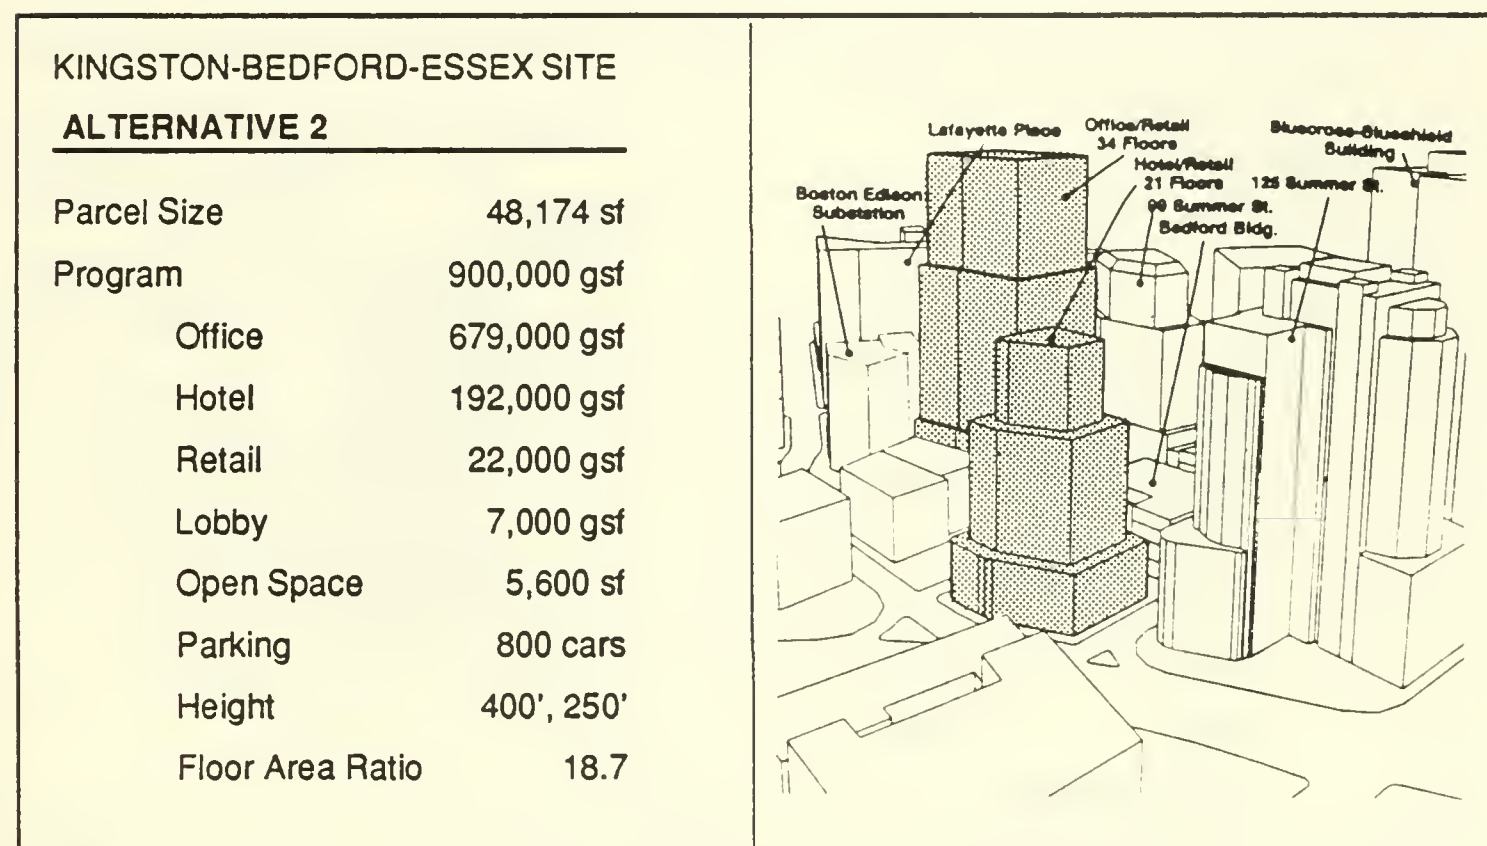 KINGSTON-BEDFORD-ESSEX SITE
ALTERNATIVE 2
Parcel Size 48,174 sf
Program 900,000 gsf
Office 679,000 gsf
Hotel 192,000 gsf
Retail 22,000 gsf
Lobby 7,000 gsf
Open Space 5,600 sf
Parking 800 cars
Height 400', 250'
Floor Area Ratio 18.7
Lafayette Place
Office/Retail
34 Floors
Hotel/Retail
21 Floors
Bluecross-Blueshield
Building
125 Summer St.
99 Summer St.
Bedford Bldg.
Boston Edison
Substation